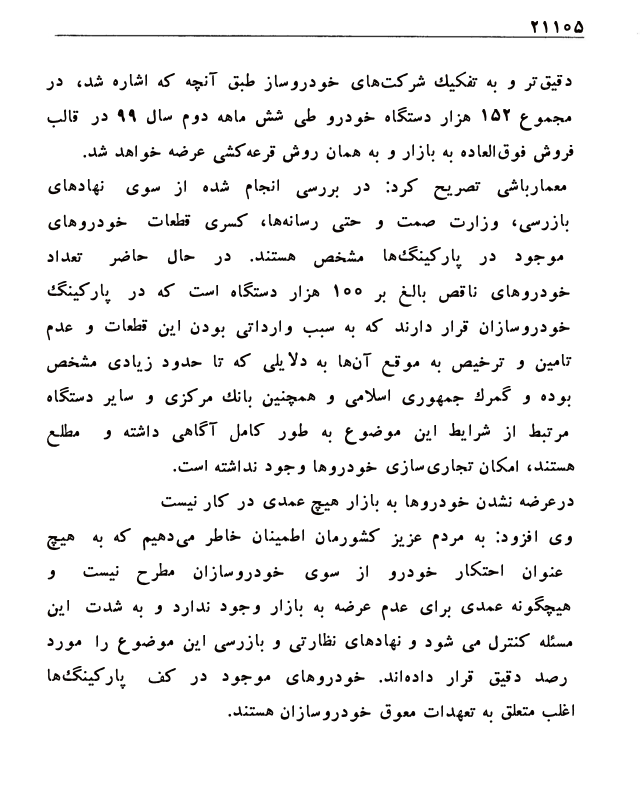 ۲۱۱۰۵
دقیق‌تر و به تفکیک شرکت‌های خودروساز طبق آنچه که اشاره شد، در
مجموع ۱۵۲ هزار دستگاه خودرو طی شش ماهه دوم سال ۹۹ در قالب
فروش فوق‌العاده به بازار و به همان روش قرعه‌کشی عرضه خواهد شد.
معمارباشی تصریح کرد: در بررسی انجام شده از سوی نهادهای
بازرسی، وزارت صمت و حتی رسانه‌ها، کسری قطعات خودروهای
موجود در پارکینگ‌ها مشخص هستند. در حال حاضر تعداد
خودروهای ناقص بالغ بر ۱۰۰ هزار دستگاه است که در پارکینگ
خودروسازان قرار دارند که به سبب وارداتی بودن این قطعات و عدم
تامین و ترخیص به موقع آن‌ها به دلایلی که تا حدود زیادی مشخص
بوده و گمرک جمهوری اسلامی و همچنین بانک مرکزی و سایر دستگاه
مرتبط از شرایط این موضوع به طور کامل آگاهی داشته و مطلع
هستند، امکان تجاری‌سازی خودروها وجود نداشته است.
درعرضه نشدن خودروها به بازار هیچ عمدی در کار نیست
وی افزود: به مردم عزیز کشورمان اطمینان خاطر می‌دهیم که به هیچ
عنوان احتکار خودرو از سوی خودروسازان مطرح نیست و
هیچگونه عمدی برای عدم عرضه به بازار وجود ندارد و به شدت این
مسئله کنترل می شود و نهادهای نظارتی و بازرسی این موضوع را مورد
رصد دقیق قرار داده‌اند. خودروهای موجود در کف پارکینگ‌ها
اغلب متعلق به تعهدات معوق خودروسازان هستند.